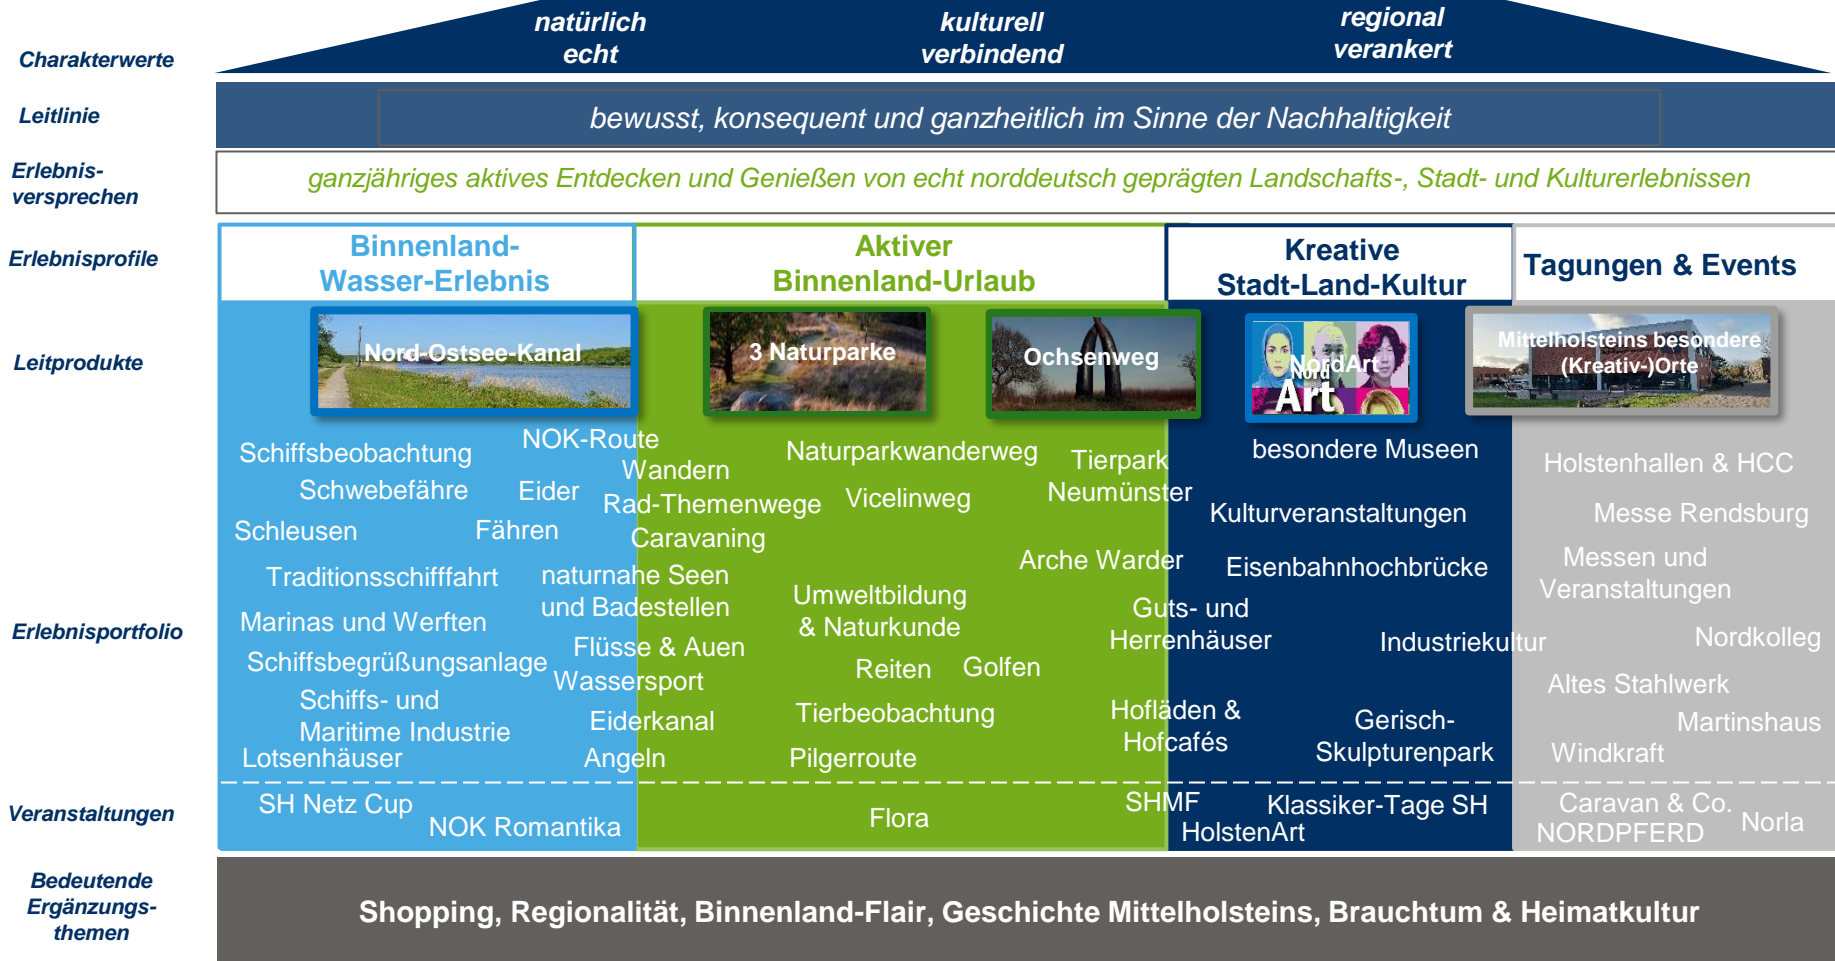 natürlich
echt
kulturell
verbindend
regional
verankert
Charakterwerte
Leitlinie
bewusst, konsequent und ganzheitlich im Sinne der Nachhaltigkeit
Erlebnis-
versprechen
ganzjähriges aktives Entdecken und Genießen von echt norddeutsch geprägten Landschafts-, Stadt- und Kulturerlebnissen
Erlebnisprofile
Binnenland-
Wasser-Erlebnis
Aktiver
Binnenland-Urlaub
Kreative
Stadt-Land-Kultur
Tagungen & Events
Leitprodukte
Nord-Ostsee-Kanal
3 Naturparke
Ochsenweg
NordArt
Nord
Art
Mittelholsteins besondere
(Kreativ-)Orte
Erlebnisportfolio
Schiffsbeobachtung
NOK-Route
Wandern
Schwebefähre
Eider
Rad-Themenwege
Schleusen
Fähren
Caravaning
Traditionsschifffahrt
naturnahe Seen
und Badestellen
Marinas und Werften
Flüsse & Auen
Schiffsbegrüßungsanlage
Wassersport
Schiffs- und
Maritime Industrie
Eiderkanal
Lotsenhäuser
Angeln
Naturparkwanderweg
Tierpark
Neumünster
Vicelinweg
Arche Warder
Umweltbildung
& Naturkunde
Guts- und
Herrenhäuser
Reiten
Golfen
Tierbeobachtung
Hofläden &
Hofcafés
Pilgerroute
besondere Museen
Kulturveranstaltungen
Eisenbahnhochbrücke
Industriekultur
Gerisch-
Skulpturenpark
Holstenhallen & HCC
Messe Rendsburg
Messen und
Veranstaltungen
Nordkolleg
Altes Stahlwerk
Martinshaus
Windkraft
Veranstaltungen
SH Netz Cup
NOK Romantika
Flora
SHMF
HolstenArt
Klassiker-Tage SH
Caravan & Co.
NORDPFERD
Norla
Bedeutende
Ergänzungs-
themen
Shopping, Regionalität, Binnenland-Flair, Geschichte Mittelholsteins, Brauchtum & Heimatkultur